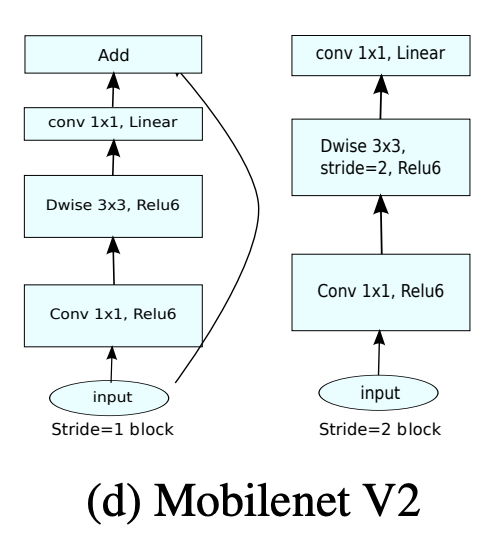 Add
conv 1x1, Linear
Dwise 3x3, Relu6
Conv 1x1, Relu6
input
Stride=1 block
conv 1x1, Linear
Dwise 3x3,
stride=2, Relu6
Conv 1x1, Relu6
input
Stride=2 block
(d) Mobilenet V2